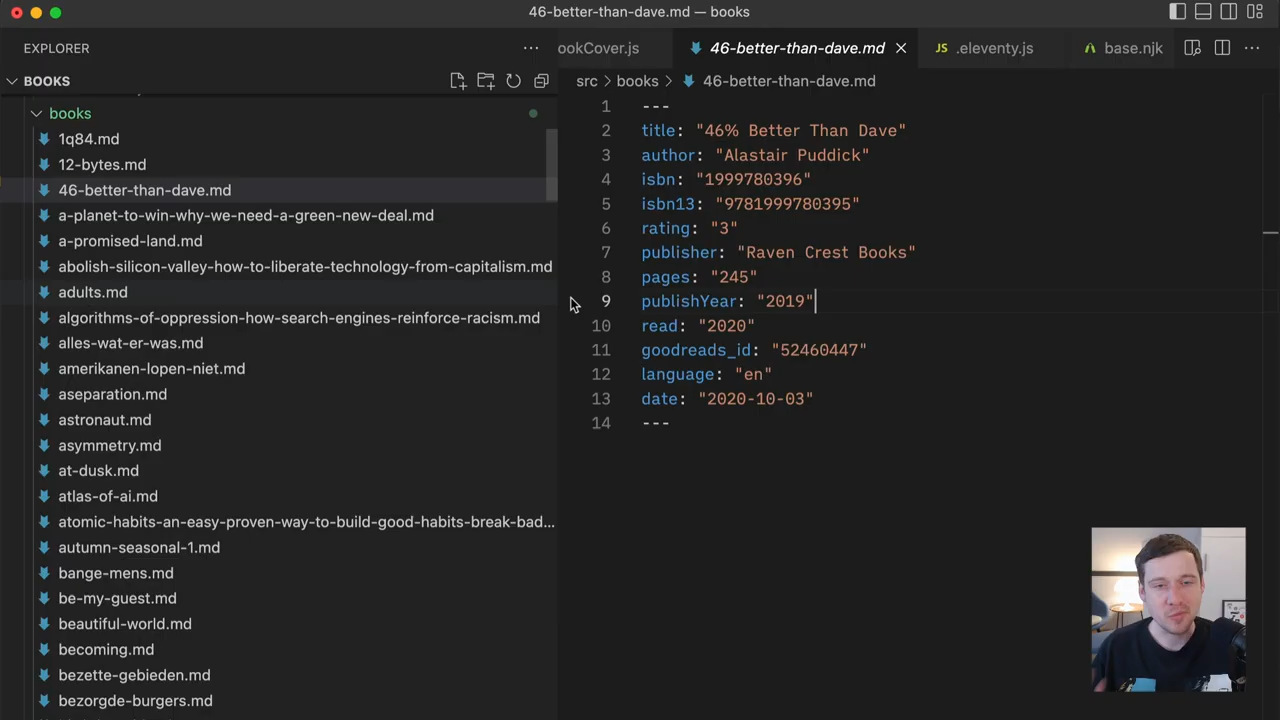 46-better-than-dave.md — books
EXPLORER
BOOKS
books
1q84.md
12-bytes.md
46-better-than-dave.md
a-planet-to-win-why-we-need-a-green-new-deal.md
a-promised-land.md
abolish-silicon-valley-how-to-liberate-technology-from-capitalism.md
adults.md
algorithms-of-oppression-how-search-engines-reinforce-racism.md
alles-wat-er-was.md
amerikanen-lopen-niet.md
aseparation.md
astronaut.md
asymmetry.md
at-dusk.md
atlas-of-ai.md
atomic-habits-an-easy-proven-way-to-build-good-habits-break-bad...
autumn-seasonal-1.md
bange-mens.md
be-my-guest.md
beautiful-world.md
becoming.md
bezette-gebieden.md
bezorgde-burgers.md
ookCover.js
46-better-than-dave.md
JS .eleventy.js
base.njk
src > books > 46-better-than-dave.md
1 ---
2 title: "46% Better Than Dave"
3 author: "Alastair Puddick"
4 isbn: "1999780396"
5 isbn13: "9781999780395"
6 rating: "3"
7 publisher: "Raven Crest Books"
8 pages: "245"
9 publishYear: "2019"
10 read: "2020"
11 goodreads_id: "52460447"
12 language: "en"
13 date: "2020-10-03"
14 ---